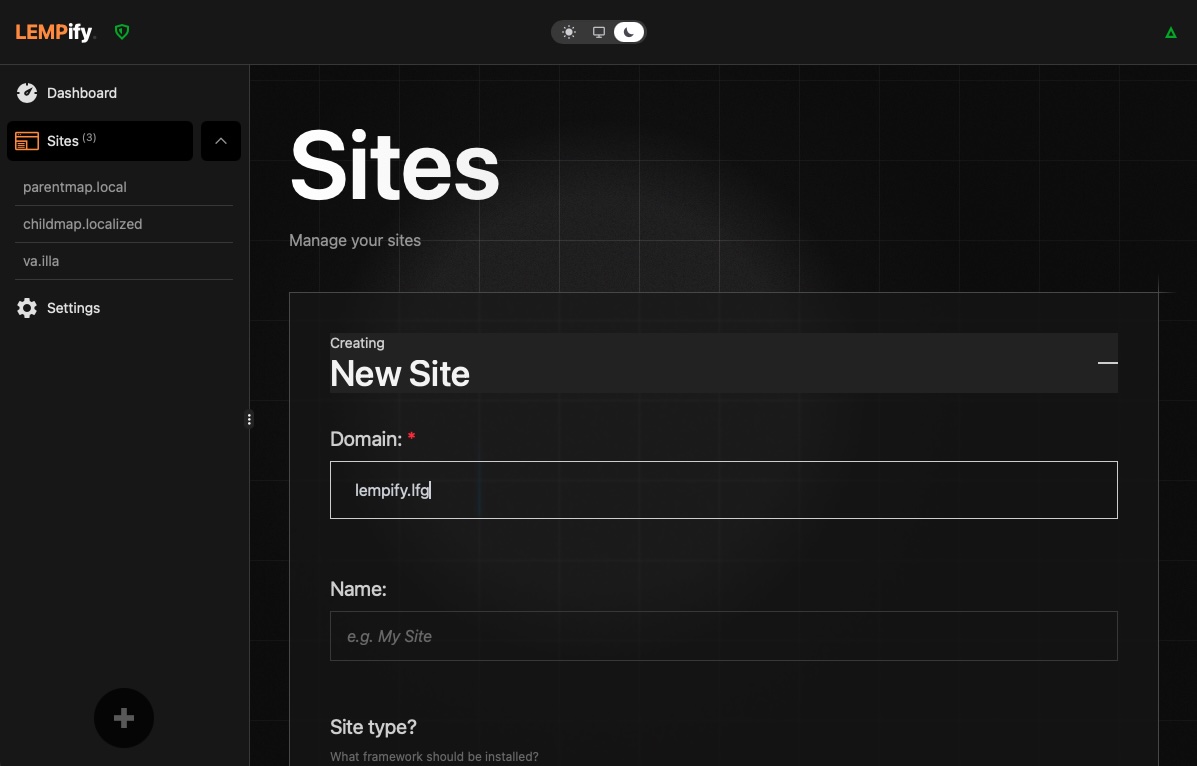 LEMPify.
Dashboard
Sites (3)
parentmap.local
childmap.localized
va.illa
Settings
Sites
Manage your sites
Creating
New Site
Domain: *
lempify.lfg
Name:
e.g. My Site
Site type?
What framework should be installed?